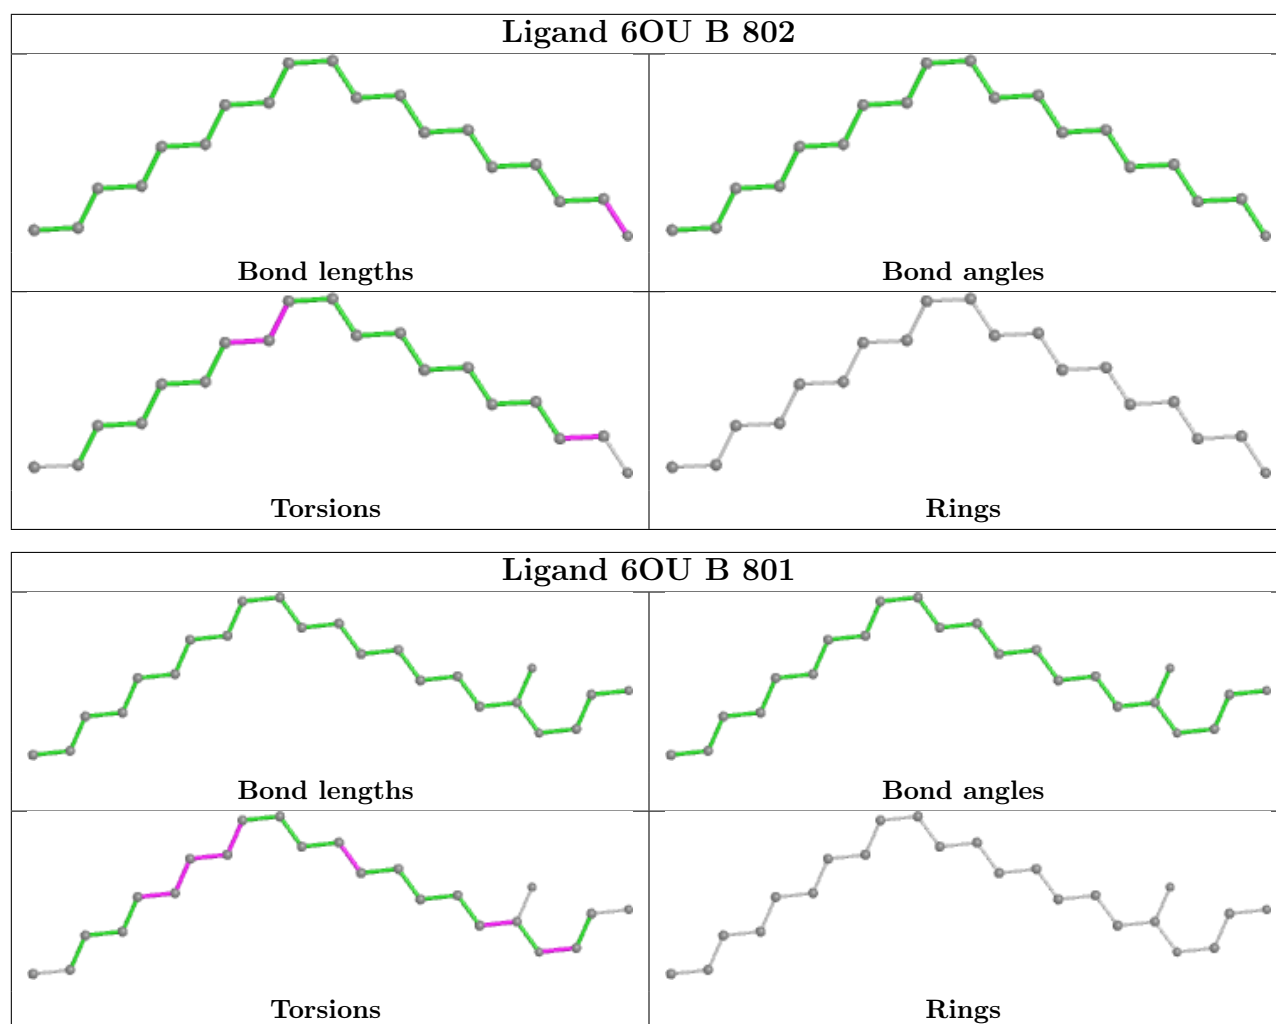 Ligand 6OU B 802
Bond lengths
Bond angles
Torsions
Rings
Ligand 6OU B 801
Bond lengths
Bond angles
Torsions
Rings